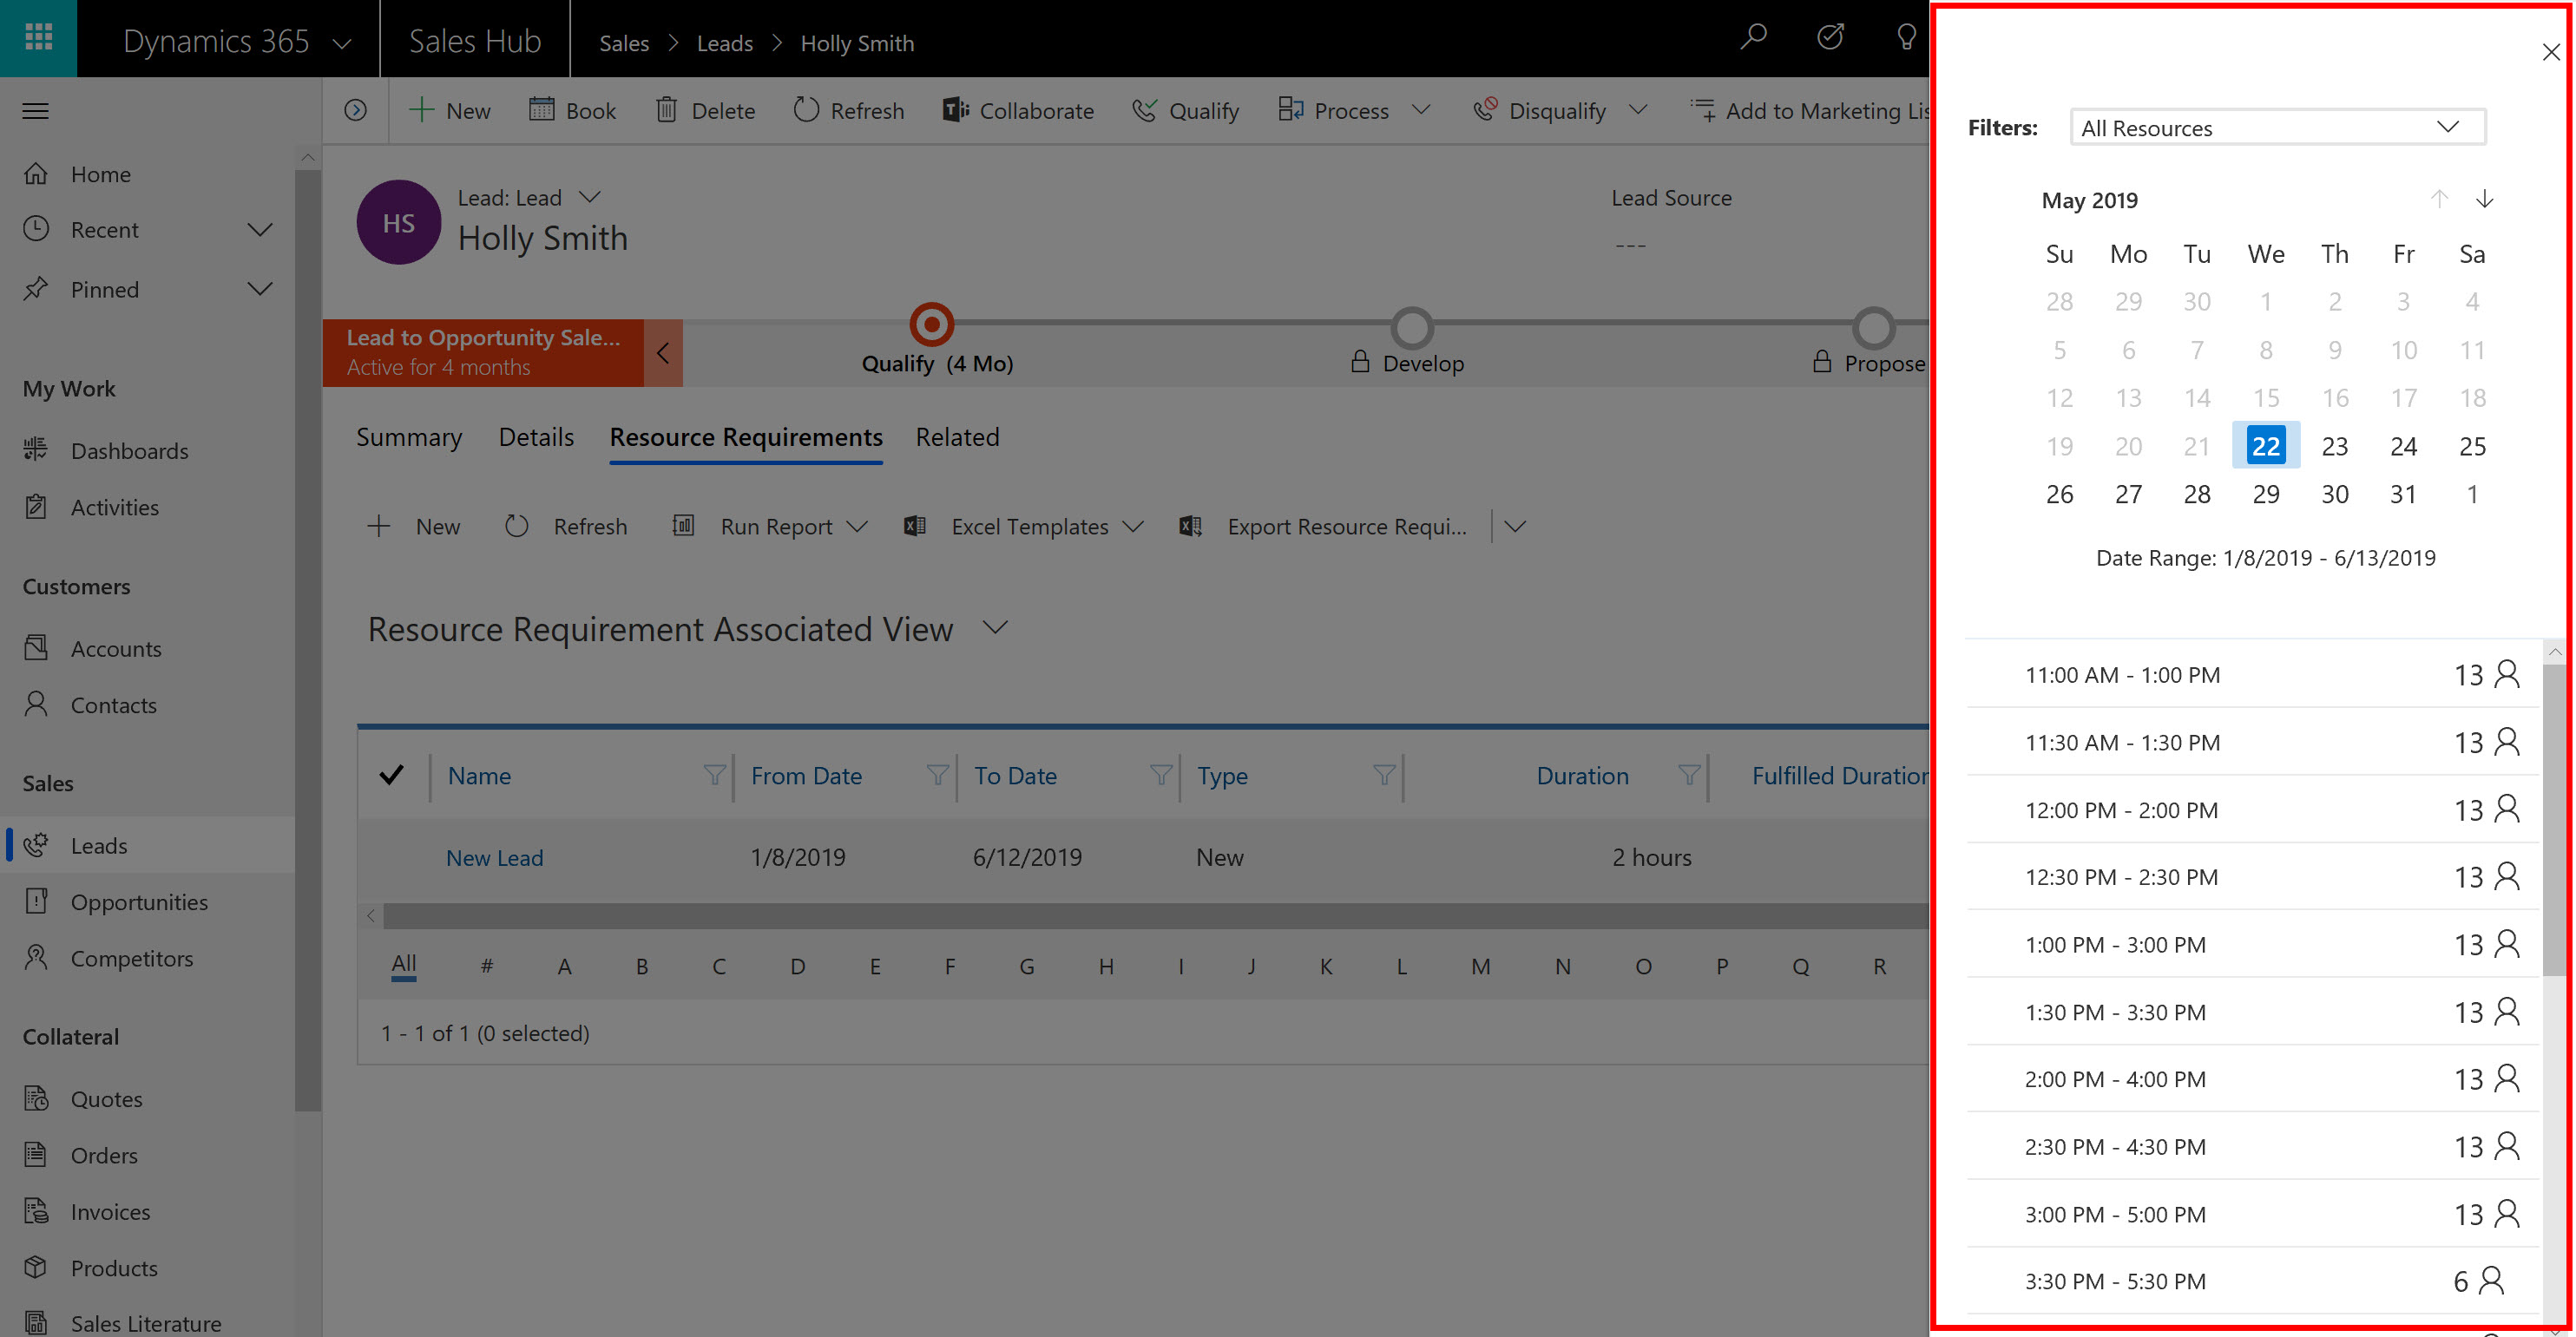 Dynamics 365
Sales Hub
Sales > Leads > Holly Smith
New
Book
Delete
Refresh
Collaborate
Qualify
Process
Disqualify
Add to Marketing Lis
Home
Recent
Pinned
My Work
Dashboards
Activities
Customers
Accounts
Contacts
Sales
Leads
Opportunities
Competitors
Collateral
Quotes
Orders
Invoices
Products
Sales Literature
HS
Lead: Lead
Holly Smith
Lead Source
---
Lead to Opportunity Sale...
Active for 4 months
Qualify (4 Mo)
Develop
Propose
Summary Details Resource Requirements Related
New Refresh Run Report Excel Templates Export Resource Requi...
Resource Requirement Associated View
Name From Date To Date Type Duration Fulfilled Duration
New Lead 1/8/2019 6/12/2019 New 2 hours
All # A B C D E F G H I J K L M N O P Q R
1 - 1 of 1 (0 selected)
Filters: All Resources
May 2019
Su Mo Tu We Th Fr Sa
28 29 30 1 2 3 4
5 6 7 8 9 10 11
12 13 14 15 16 17 18
19 20 21 22 23 24 25
26 27 28 29 30 31 1
Date Range: 1/8/2019 - 6/13/2019
11:00 AM - 1:00 PM 13
11:30 AM - 1:30 PM 13
12:00 PM - 2:00 PM 13
12:30 PM - 2:30 PM 13
1:00 PM - 3:00 PM 13
1:30 PM - 3:30 PM 13
2:00 PM - 4:00 PM 13
2:30 PM - 4:30 PM 13
3:00 PM - 5:00 PM 13
3:30 PM - 5:30 PM 6